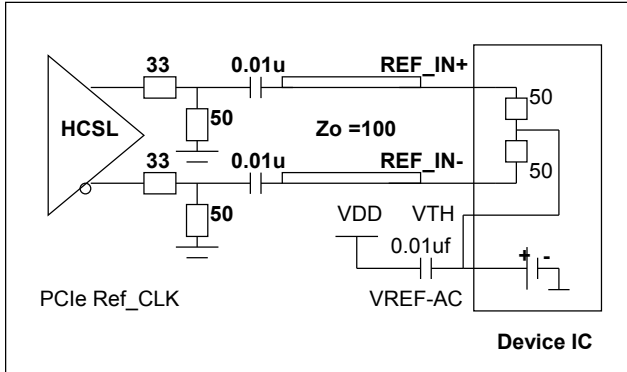 33
0.01u
REF_IN+
50
HCSL
50
Zo =100
33
0.01u
REF_IN-
50
50
VDD
VTH
0.01uf
+
-
PCIe Ref_CLK
VREF-AC
Device IC